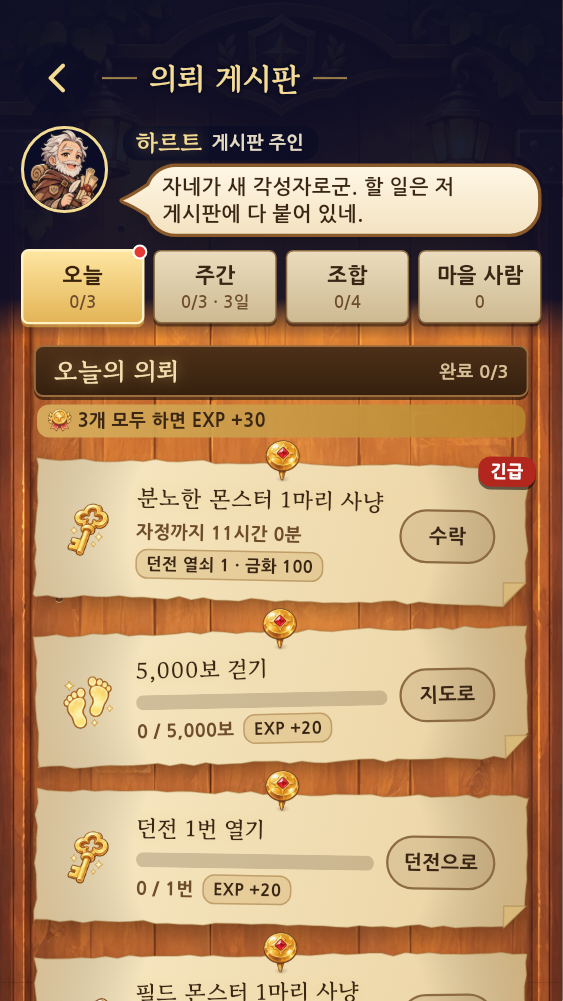 의뢰 게시판
하르트 게시판 주인
자네가 새 각성자로군. 할 일은 저
게시판에 다 붙어 있네.
오늘
0/3
주간
0/3 · 3일
조합
0/4
마을 사람
0
오늘의 의뢰
완료 0/3
3개 모두 하면 EXP +30
긴급
분노한 몬스터 1마리 사냥
자정까지 11시간 0분
던전 열쇠 1 · 금화 100
수락
5,000보 걷기
0 / 5,000보
EXP +20
지도로
던전 1번 열기
0 / 1번
EXP +20
던전으로
필드 몬스터 1마리 사냥